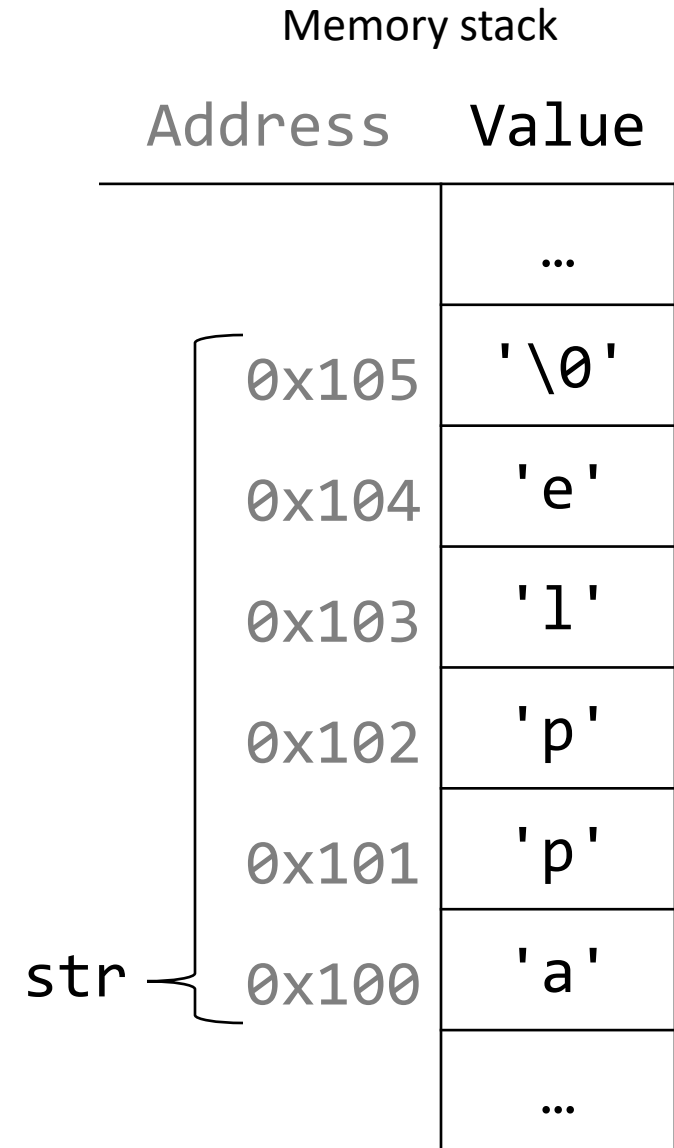 Memory stack
Address Value
…
0x105 '\0'
0x104 'e'
0x103 'l'
0x102 'p'
0x101 'p'
str 0x100 'a'
…